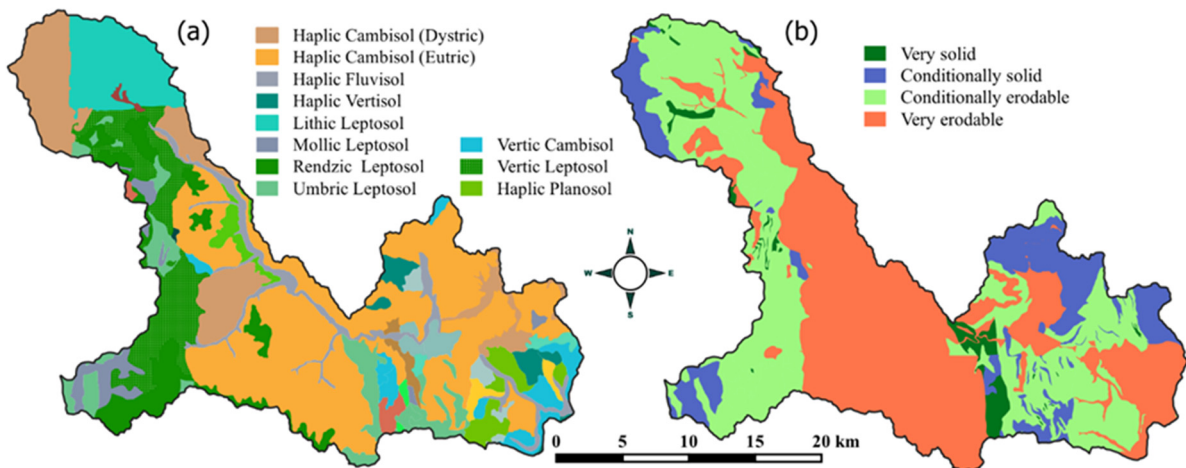 (a)
Haplic Cambisol (Dystric)
Haplic Cambisol (Eutric)
Haplic Fluvisol
Haplic Vertisol
Lithic Leptosol
Mollic Leptosol
Rendzic Leptosol
Umbric Leptosol
Vertic Cambisol
Vertic Leptosol
Haplic Planosol
(b)
Very solid
Conditionally solid
Conditionally erodable
Very erodable
N
W E
S
0 5 10 15 20 km